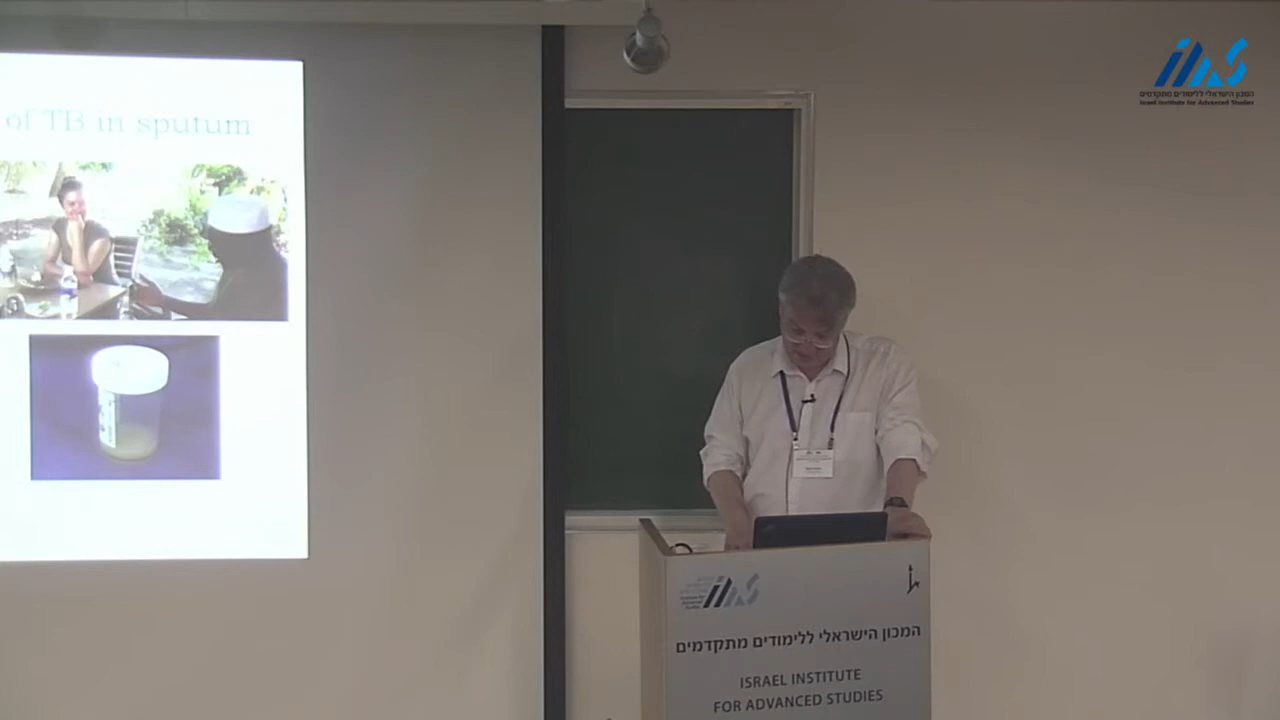 of TB in sputum
המכון הישראלי ללימודים מתקדמים
Israel Institute for Advanced Studies
המכון הישראלי ללימודים מתקדמים
ISRAEL INSTITUTE
FOR ADVANCED STUDIES